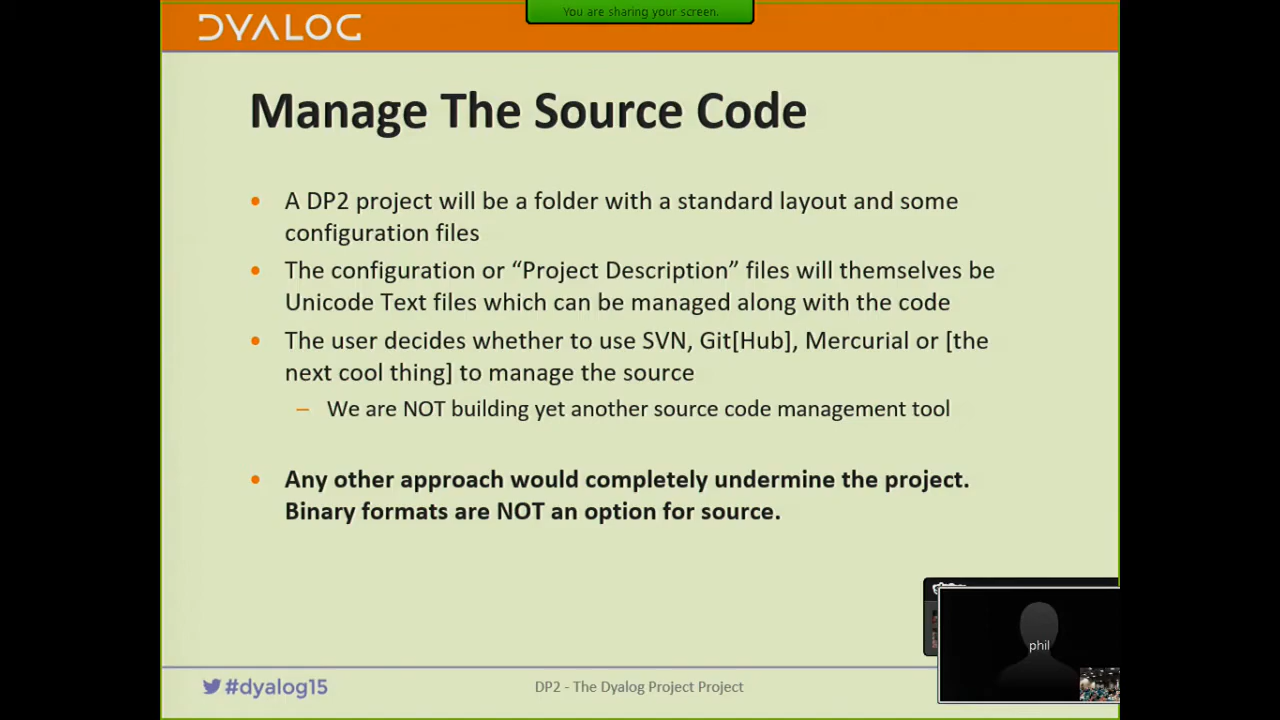 You are sharing your screen.
DYALOG
Manage The Source Code
• A DP2 project will be a folder with a standard layout and some
configuration files
• The configuration or “Project Description” files will themselves be
Unicode Text files which can be managed along with the code
• The user decides whether to use SVN, Git[Hub], Mercurial or [the
next cool thing] to manage the source
– We are NOT building yet another source code management tool
• Any other approach would completely undermine the project.
Binary formats are NOT an option for source.
phil
#dyalog15
DP2 - The Dyalog Project Project